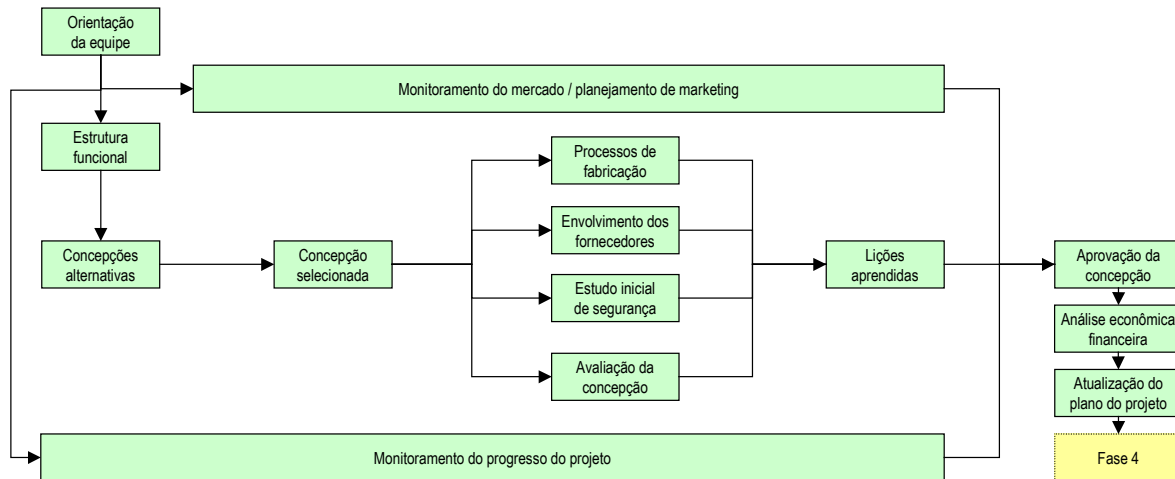 Orientação
da equipe
Monitoramento do mercado / planejamento de marketing
Estrutura
funcional
Processos de
fabricação
Envolvimento dos
fornecedores
Concepções
alternativas
Concepção
selecionada
Lições
aprendidas
Aprovação da
concepção
Estudo inicial
de segurança
Análise econômica
financeira
Avaliação da
concepção
Atualização do
plano do projeto
Monitoramento do progresso do projeto
Fase 4